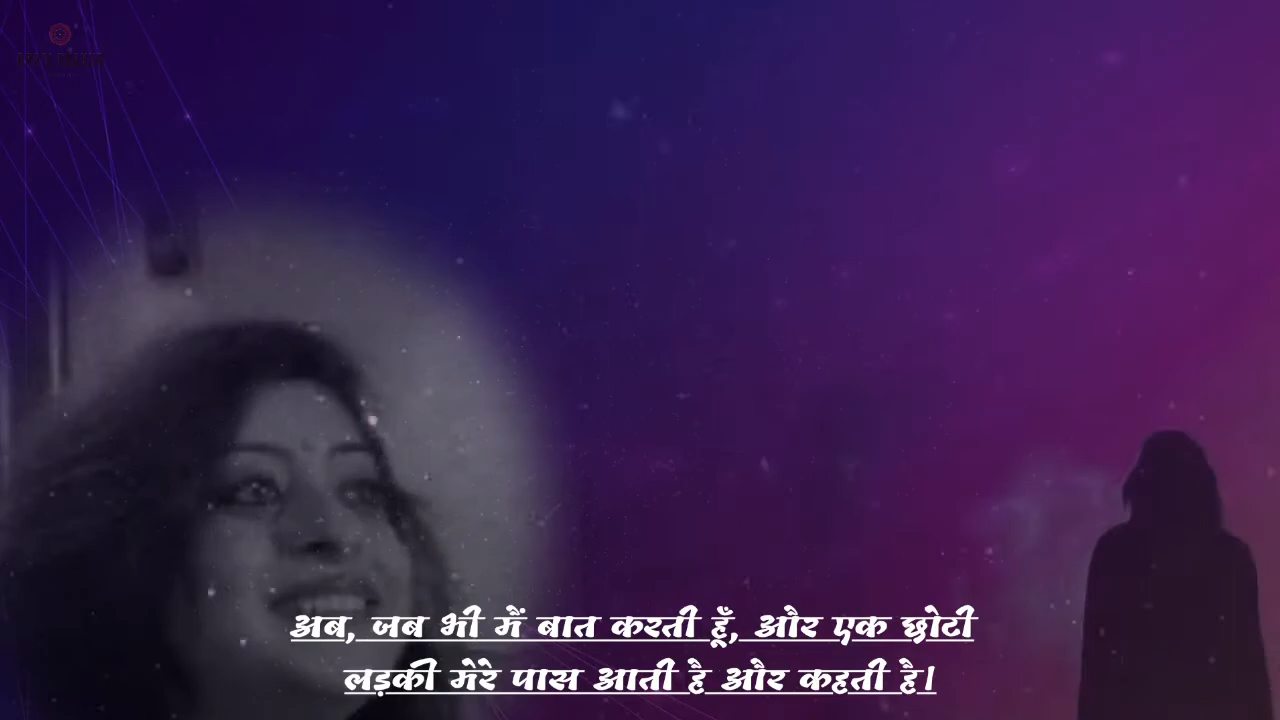 अब, जब भी मैं बात करती हूँ, और एक छोटी
लड़की मेरे पास आती है और कहती है।